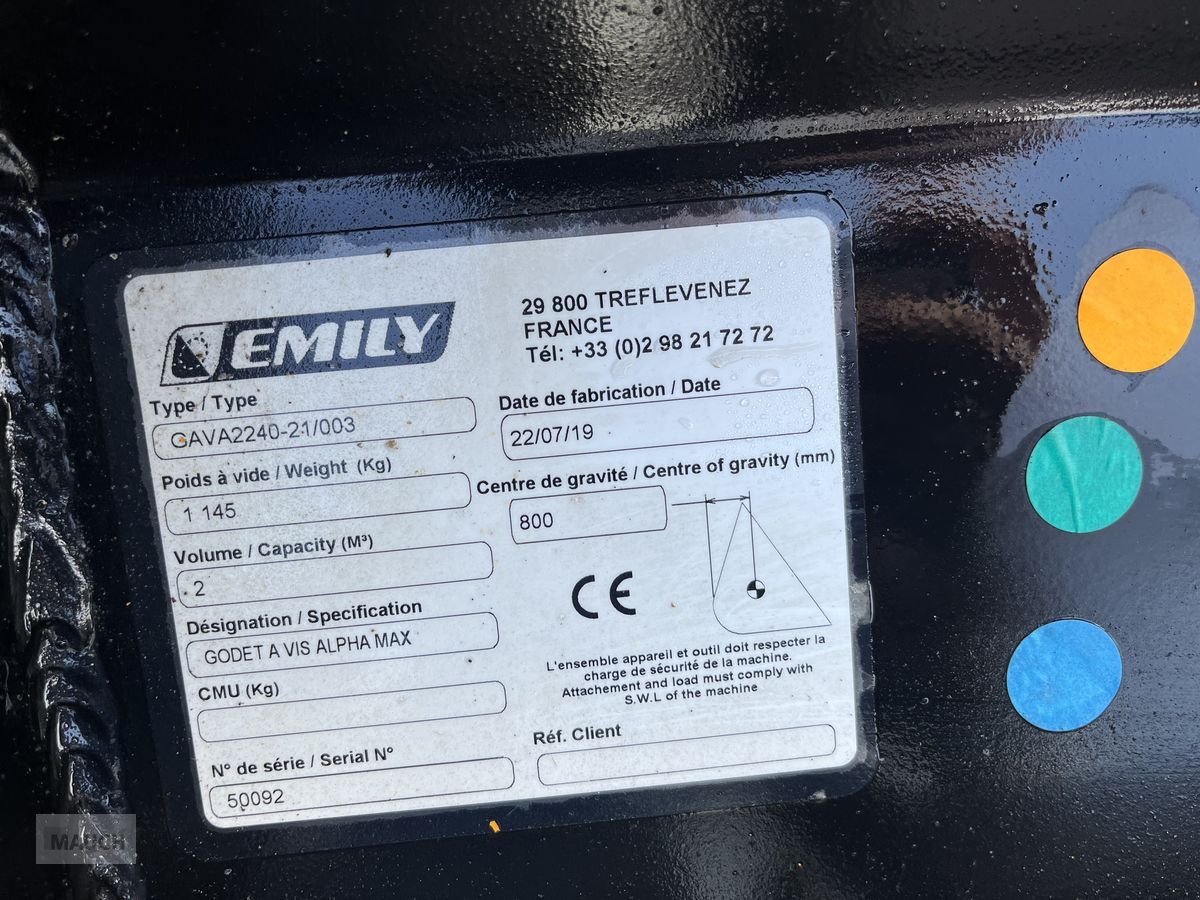 EMILY
29 800 TREFLEVENEZ
FRANCE
Tél: +33 (0)2 98 21 72 72
Type / Type
GAVA2240-21/003
Date de fabrication / Date
22/07/19
Poids à vide / Weight (Kg)
1 145
Centre de gravité / Centre of gravity (mm)
800
Volume / Capacity (M³)
2
CE
Désignation / Specification
GODET A VIS ALPHA MAX
L'ensemble appareil et outil doit respecter la
charge de sécurité de la machine.
Attachement and load must comply with
S.W.L of the machine
CMU (Kg)
Réf. Client
N° de série / Serial N°
50092
MAUCH